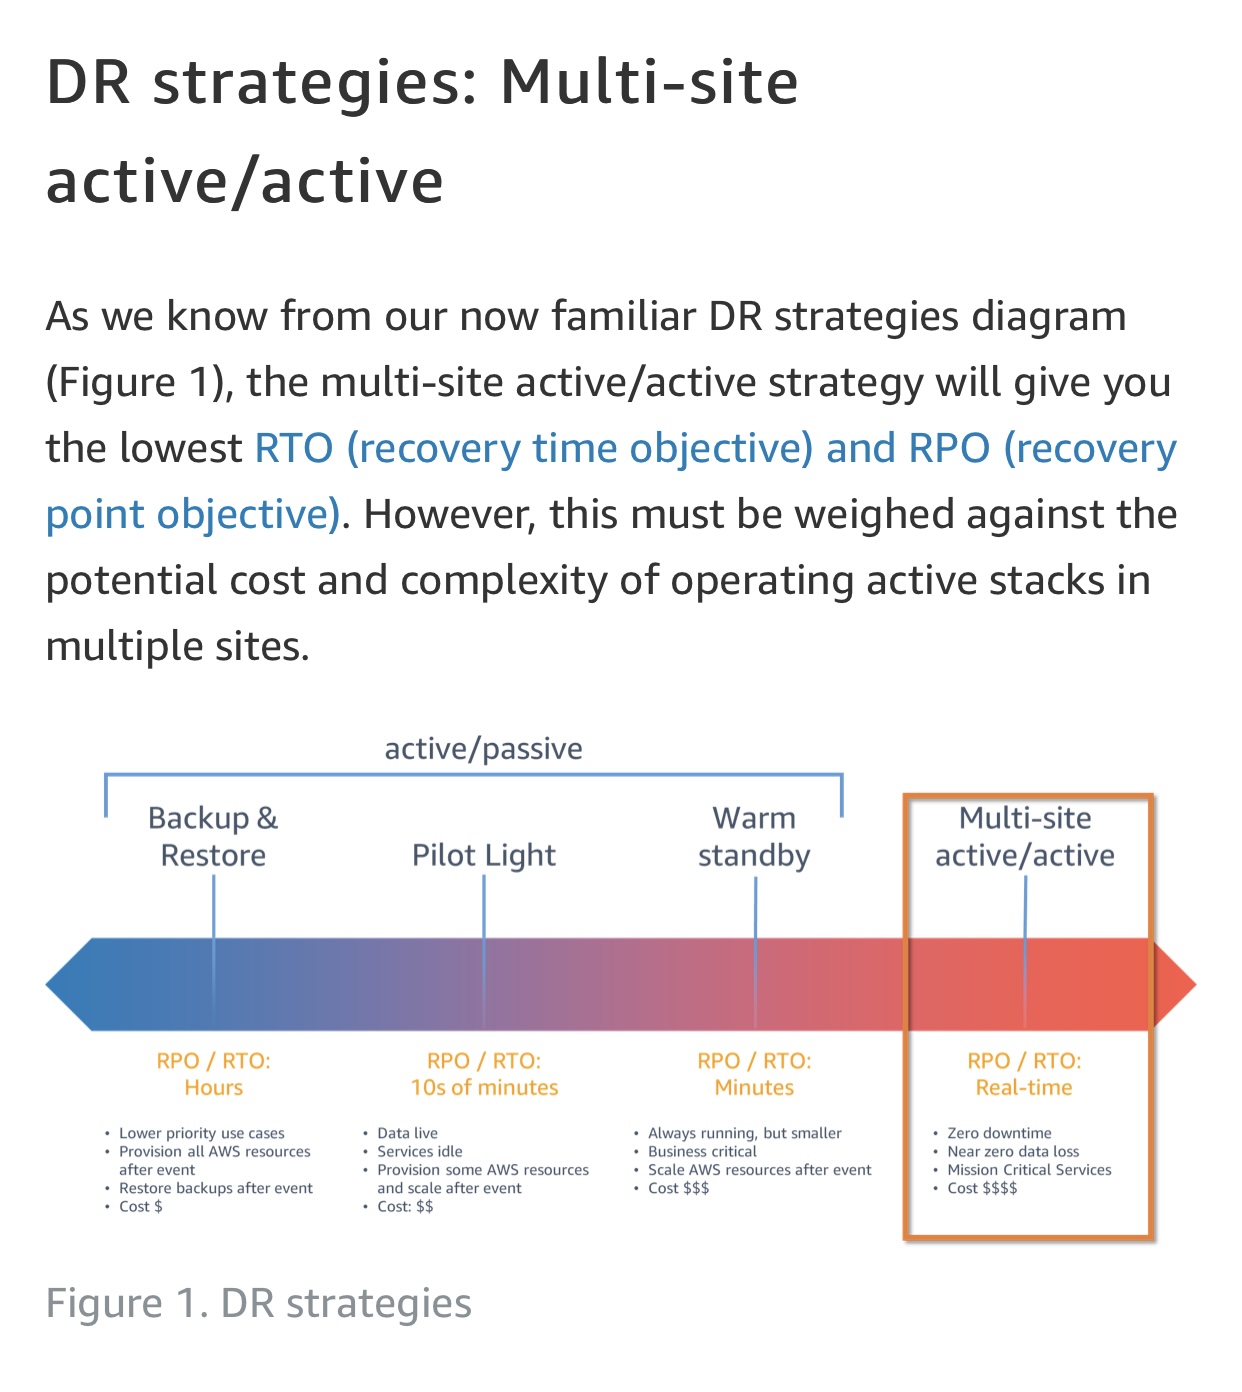 DR strategies: Multi-site
active/active
As we know from our now familiar DR strategies diagram
(Figure 1), the multi-site active/active strategy will give you
the lowest RTO (recovery time objective) and RPO (recovery
point objective). However, this must be weighed against the
potential cost and complexity of operating active stacks in
multiple sites.
active/passive
Backup &
Restore
Pilot Light
Warm
standby
Multi-site
active/active
RPO / RTO:
Hours
• Lower priority use cases
• Provision all AWS resources
after event
• Restore backups after event
• Cost $
RPO / RTO:
10s of minutes
• Data live
• Services idle
• Provision some AWS resources
and scale after event
• Cost: $$
RPO / RTO:
Minutes
• Always running, but smaller
• Business critical
• Scale AWS resources after event
• Cost $$$
RPO / RTO:
Real-time
• Zero downtime
• Near zero data loss
• Mission Critical Services
• Cost $$$$
Figure 1. DR strategies